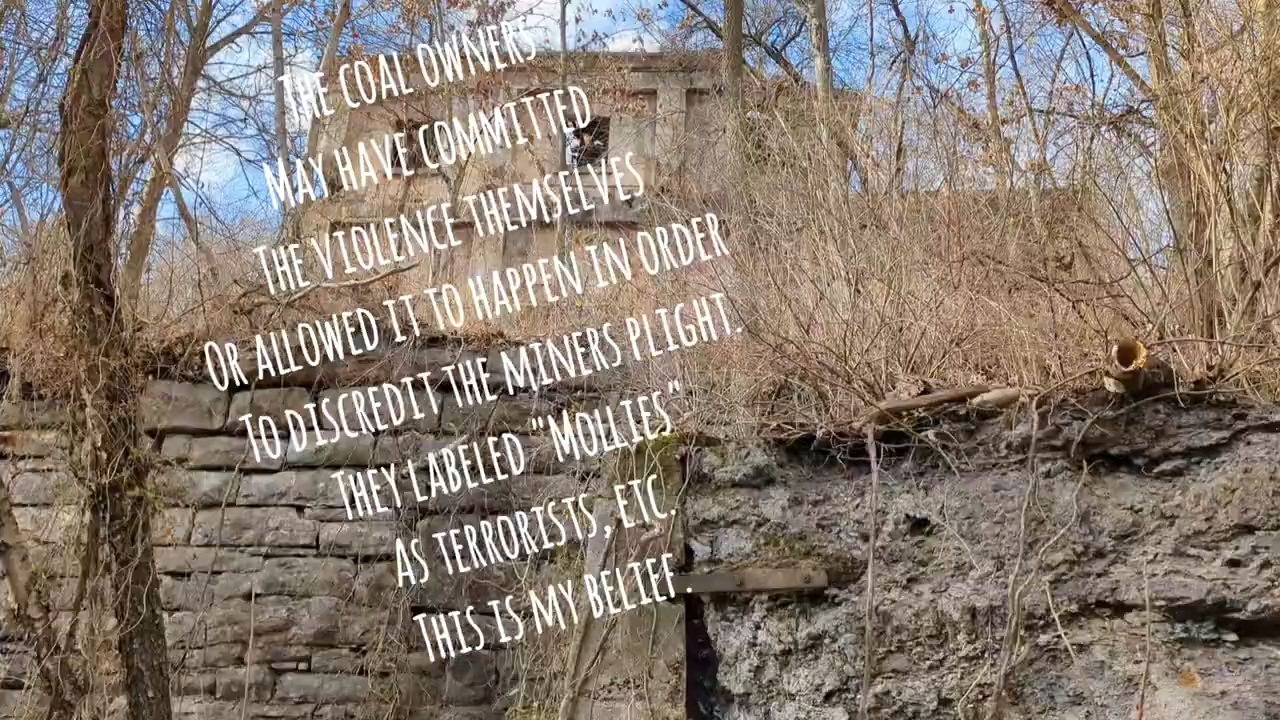 The coal owners
May have committed
The violence themselves
Or allowed it to happen in order
To discredit the miners plight.
They labeled "Mollies"
As terrorists, etc.
This is my belief.